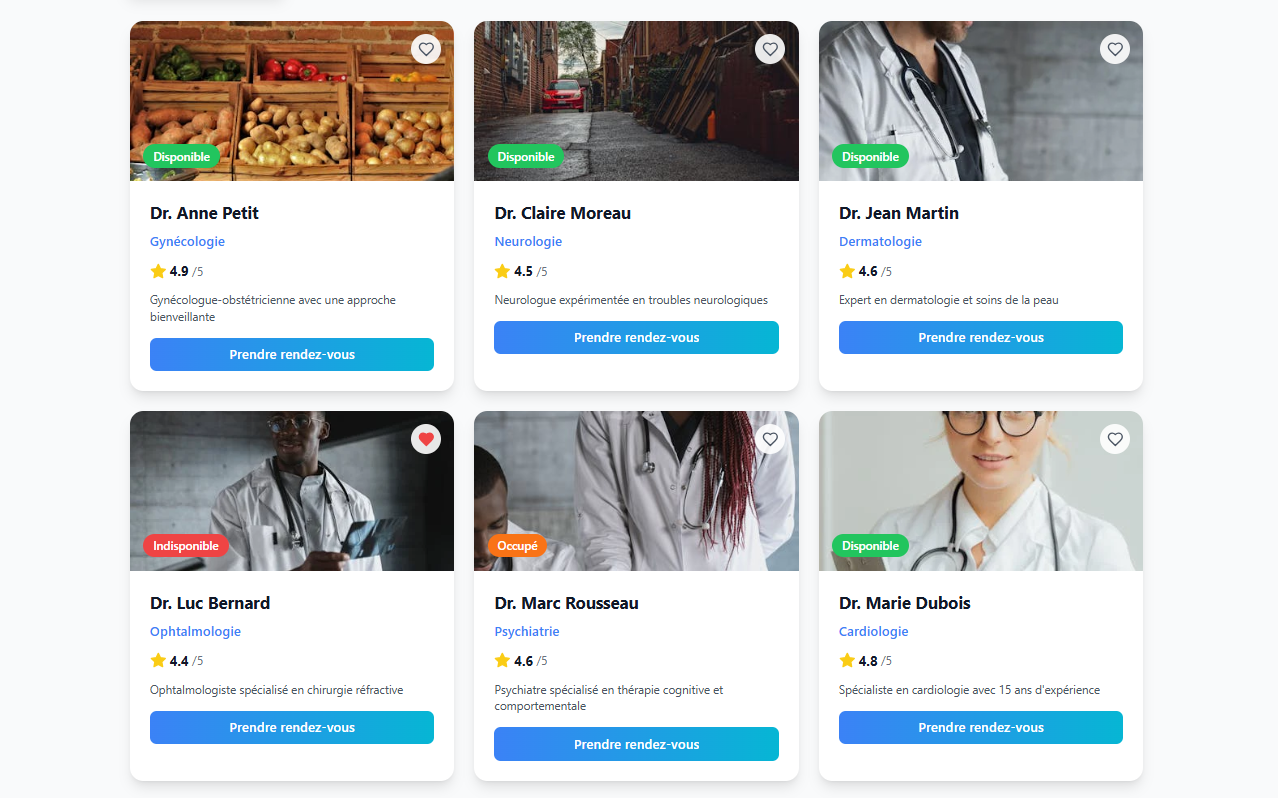 Disponible
Dr. Anne Petit
Gynécologie
4.9 /5
Gynécologue-obstétricienne avec une approche
bienveillante
Prendre rendez-vous
Disponible
Dr. Claire Moreau
Neurologie
4.5 /5
Neurologue expérimentée en troubles neurologiques
Prendre rendez-vous
Disponible
Dr. Jean Martin
Dermatologie
4.6 /5
Expert en dermatologie et soins de la peau
Prendre rendez-vous
Indisponible
Dr. Luc Bernard
Ophtalmologie
4.4 /5
Ophtalmologiste spécialisé en chirurgie réfractive
Prendre rendez-vous
Occupé
Dr. Marc Rousseau
Psychiatrie
4.6 /5
Psychiatre spécialisé en thérapie cognitive et
comportementale
Prendre rendez-vous
Disponible
Dr. Marie Dubois
Cardiologie
4.8 /5
Spécialiste en cardiologie avec 15 ans d'expérience
Prendre rendez-vous